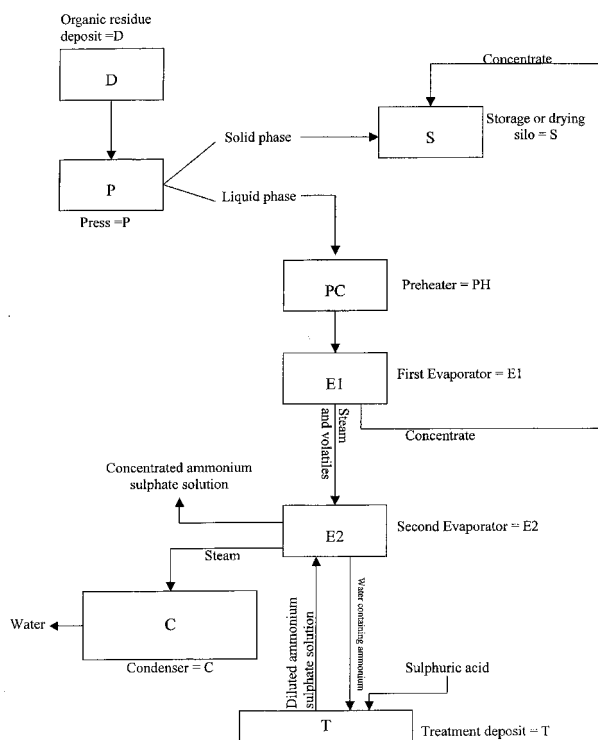 Organic residue
deposit =D
D
Concentrate
Solid phase
S
Storage or drying
silo = S
P
Press =P
Liquid phase
PC
Preheater = PH
E1
First Evaporator = E1
Steam
and volatiles
Concentrate
Concentrated ammonium
sulphate solution
E2
Second Evaporator = E2
Steam
Water containing ammonium
Diluted ammonium
sulphate solution
C
Water
Condenser = C
Sulphuric acid
T
Treatment deposit = T